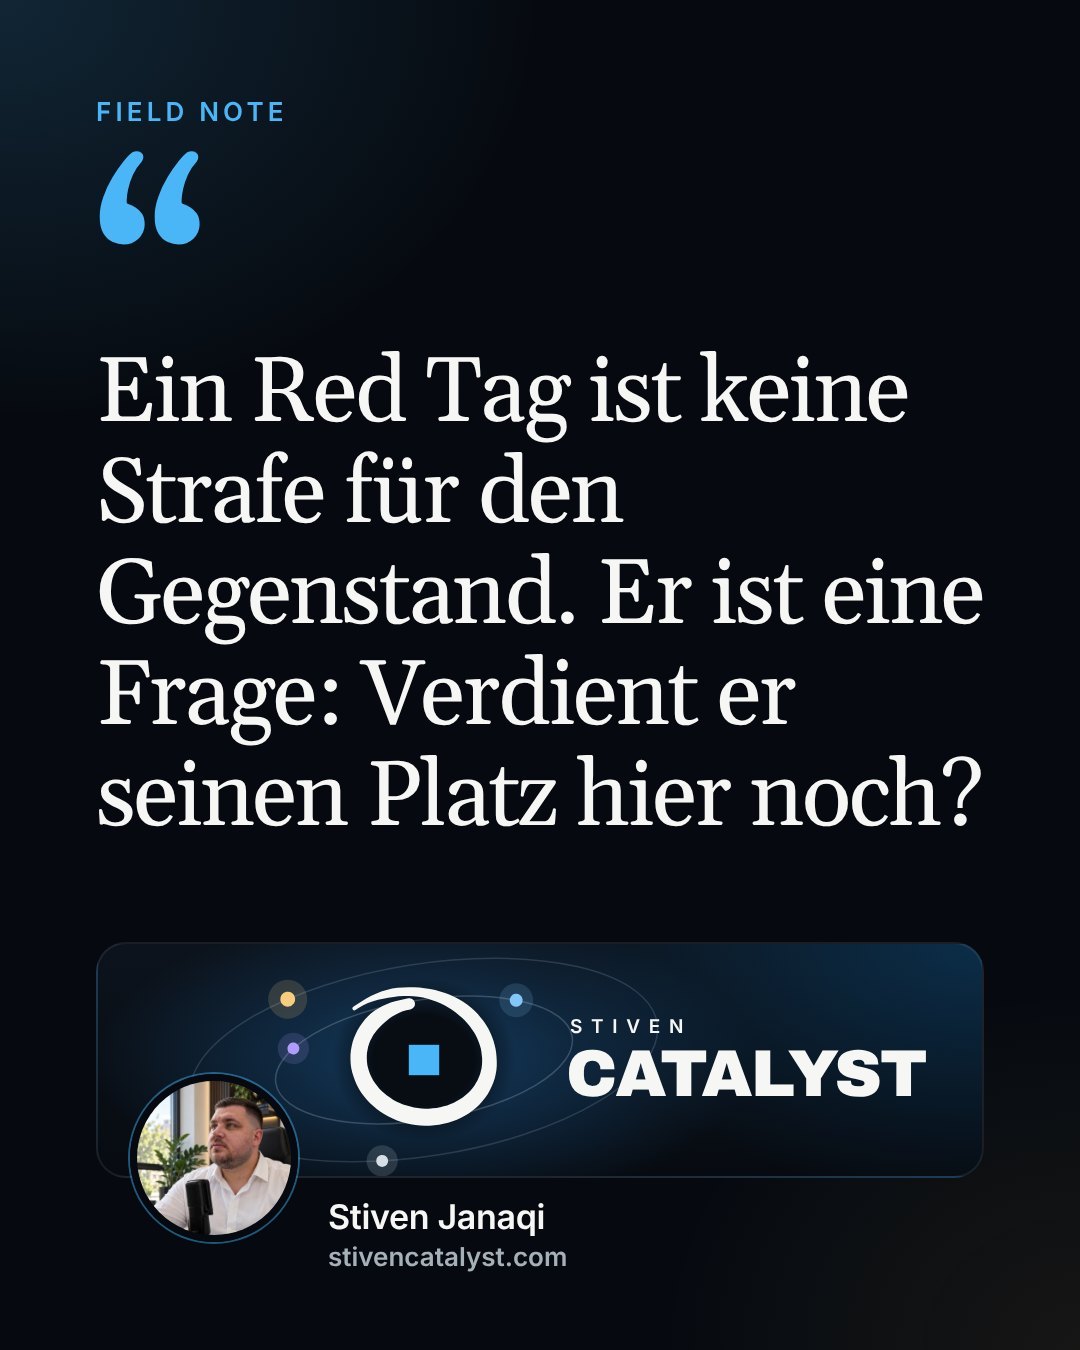 FIELD NOTE
“
Ein Red Tag ist keine
Strafe für den
Gegenstand. Er ist eine
Frage: Verdient er
seinen Platz hier noch?
STIVEN
CATALYST
Stiven Janaqi
stivencatalyst.com